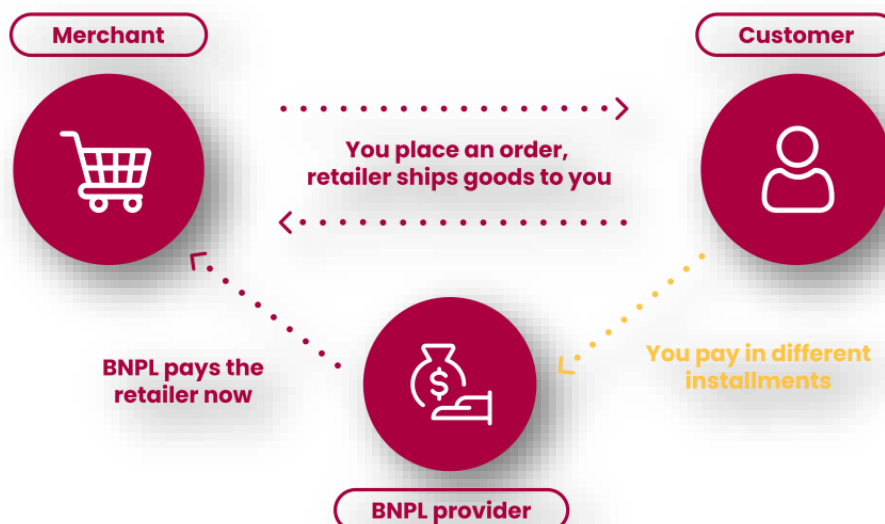 Merchant
Customer
You place an order,
retailer ships goods to you
BNPL pays the
retailer now
$
You pay in different
installments
BNPL provider